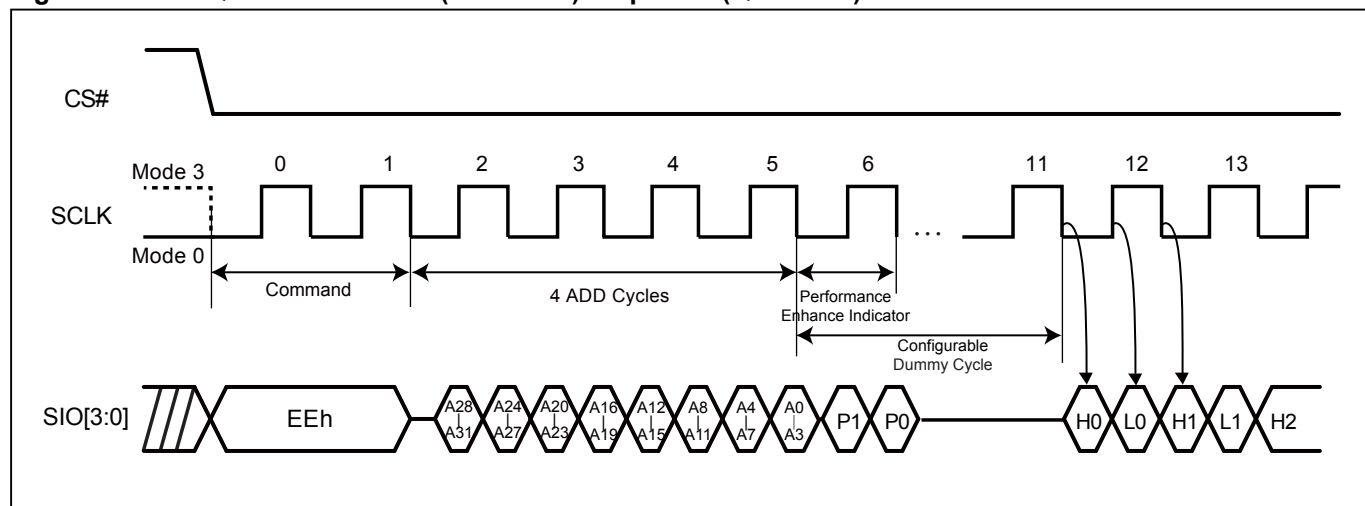 CS#
Mode 3
0 1 2 3 4 5 6 11 12 13
SCLK
...
Mode 0
Command
4 ADD Cycles
Performance
Enhance Indicator
Configurable
Dummy Cycle
SIO[3:0]
EEh
A28 | A31
A24 | A27
A20 | A23
A16 | A19
A12 | A15
A8 | A11
A4 | A7
A0 | A3
P1
P0
H0
L0
H1
L1
H2